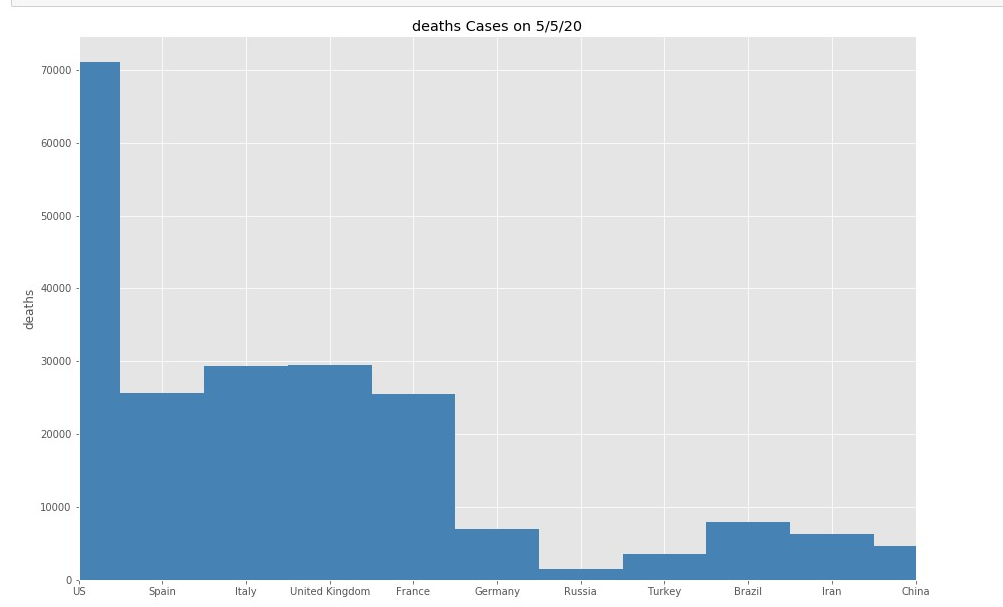 deaths Cases on 5/5/20
70000
60000
50000
40000
30000
20000
10000
0
deaths
US Spain Italy United Kingdom France Germany Russia Turkey Brazil Iran China